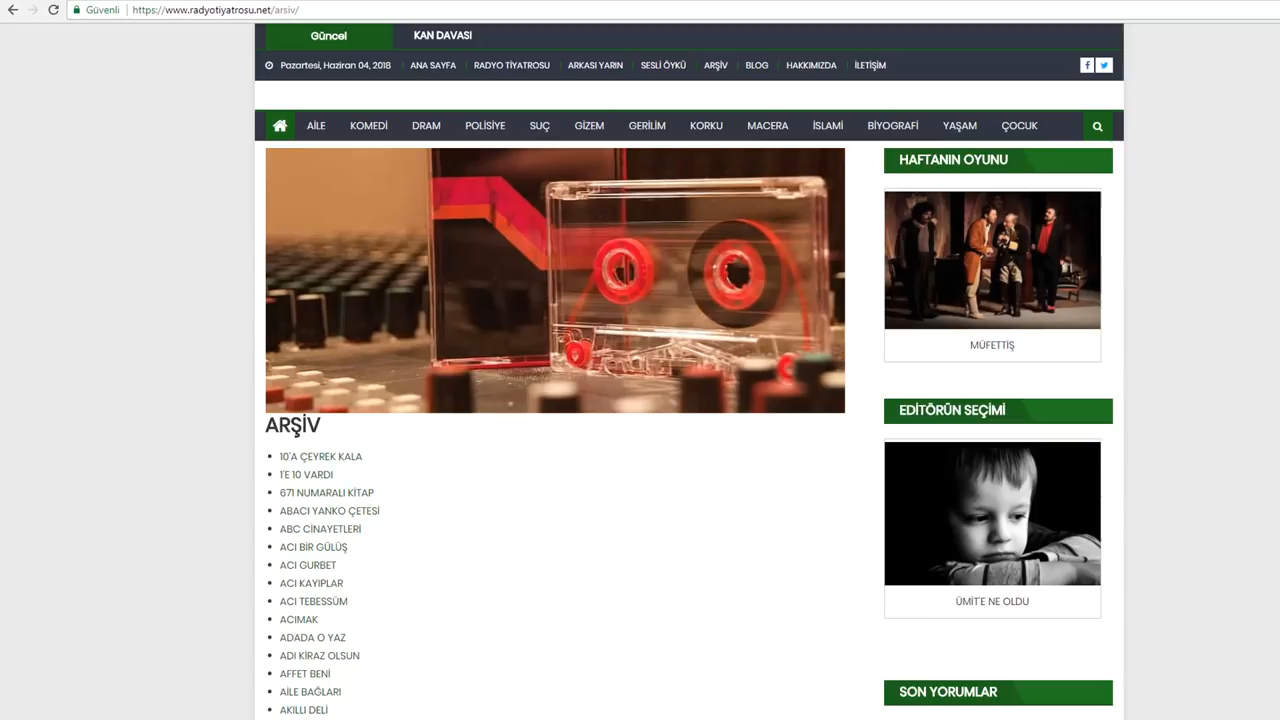 Güvenli
https://www.radyotiyatrosu.net/arsiv/
Güncel
KAN DAVASI
Pazartesi, Haziran 04, 2018
ANA SAYFA
RADYO TİYATROSU
ARKASI YARIN
SESLİ ÖYKÜ
ARŞİV
BLOG
HAKKIMIZDA
İLETİŞİM
AİLE
KOMEDİ
DRAM
POLİSİYE
SUÇ
GİZEM
GERİLİM
KORKU
MACERA
İSLAMİ
BİYOGRAFİ
YAŞAM
ÇOCUK
ARŞİV
10'A ÇEYREK KALA
1'E 10 VARDI
671 NUMARALI KİTAP
ABACI YANKO ÇETESİ
ABC CİNAYETLERİ
ACI BİR GÜLÜŞ
ACI GURBET
ACI KAYIPLAR
ACI TEBESSÜM
ACIMAK
ADADA O YAZ
ADI KİRAZ OLSUN
AFFET BENİ
AİLE BAĞLARI
AKILLI DELİ
HAFTANIN OYUNU
MÜFETTİŞ
EDİTÖRÜN SEÇİMİ
ÜMİT'E NE OLDU
SON YORUMLAR